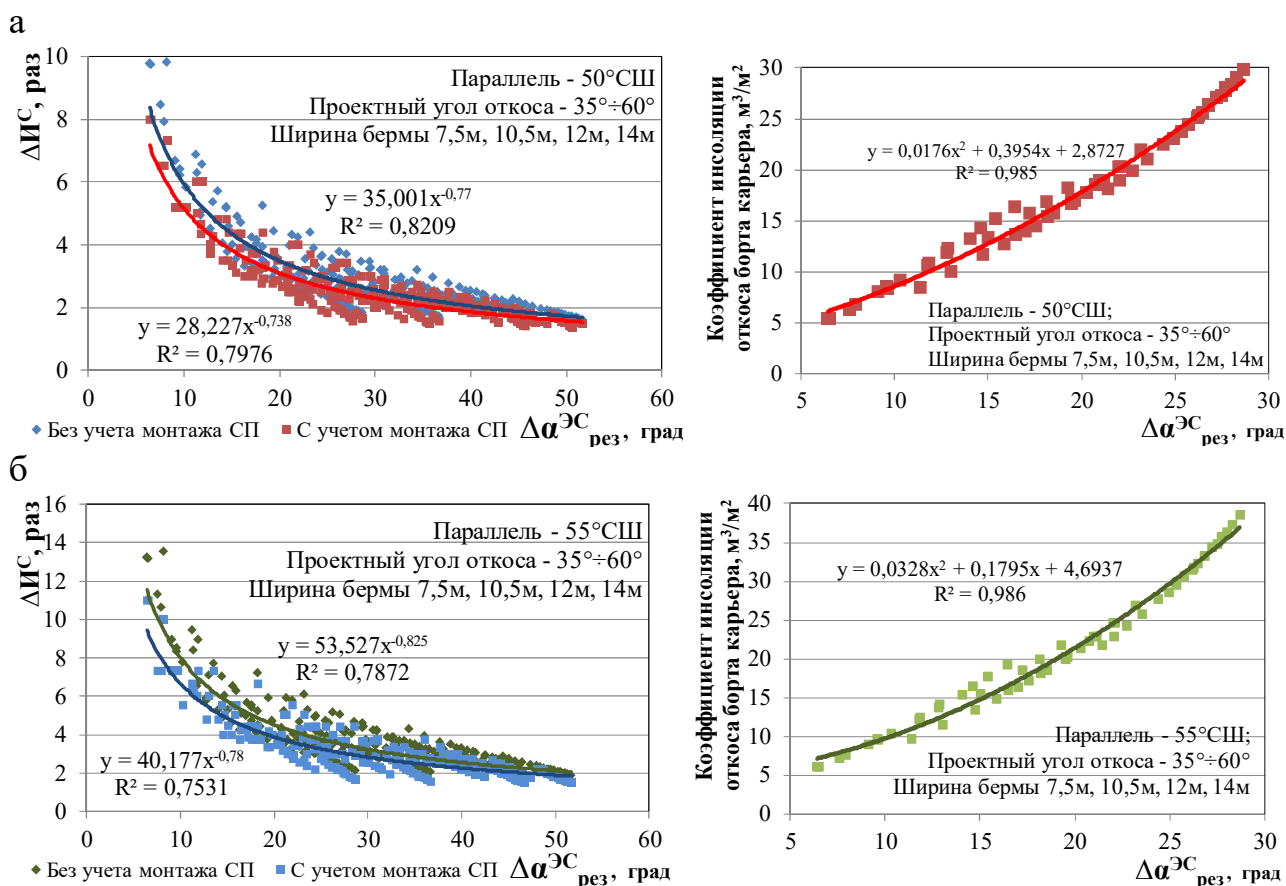 а
ΔИᶜ, раз
10
8
6
4
2
0
0 10 20 30 40 50 60
Параллель - 50°СШ
Проектный угол откоса - 35°÷60°
Ширина бермы 7,5м, 10,5м, 12м, 14м
y = 35,001x^-0,77
R² = 0,8209
y = 28,227x^-0,738
R² = 0,7976
Без учета монтажа СП С учетом монтажа СП Δα^ЭС_рез, град
Коэффициент инсоляции
откоса борта карьера, м³/м²
30
25
20
15
10
5
0
5 10 15 20 25 30
y = 0,0176x² + 0,3954x + 2,8727
R² = 0,985
Параллель - 50°СШ;
Проектный угол откоса - 35°÷60°
Ширина бермы 7,5м, 10,5м, 12м, 14м
Δα^ЭС_рез, град
б
ΔИᶜ, раз
16
14
12
10
8
6
4
2
0
0 10 20 30 40 50 60
Параллель - 55°СШ
Проектный угол откоса - 35°÷60°
Ширина бермы 7,5м, 10,5м, 12м, 14м
y = 53,527x^-0,825
R² = 0,7872
y = 40,177x^-0,78
R² = 0,7531
Без учета монтажа СП С учетом монтажа СП Δα^ЭС_рез, град
Коэффициент инсоляции
откоса борта карьера, м³/м²
40
35
30
25
20
15
10
5
0
5 10 15 20 25 30
y = 0,0328x² + 0,1795x + 4,6937
R² = 0,986
Параллель - 55°СШ;
Проектный угол откоса - 35°÷60°
Ширина бермы 7,5м, 10,5м, 12м, 14м
Δα^ЭС_рез, град